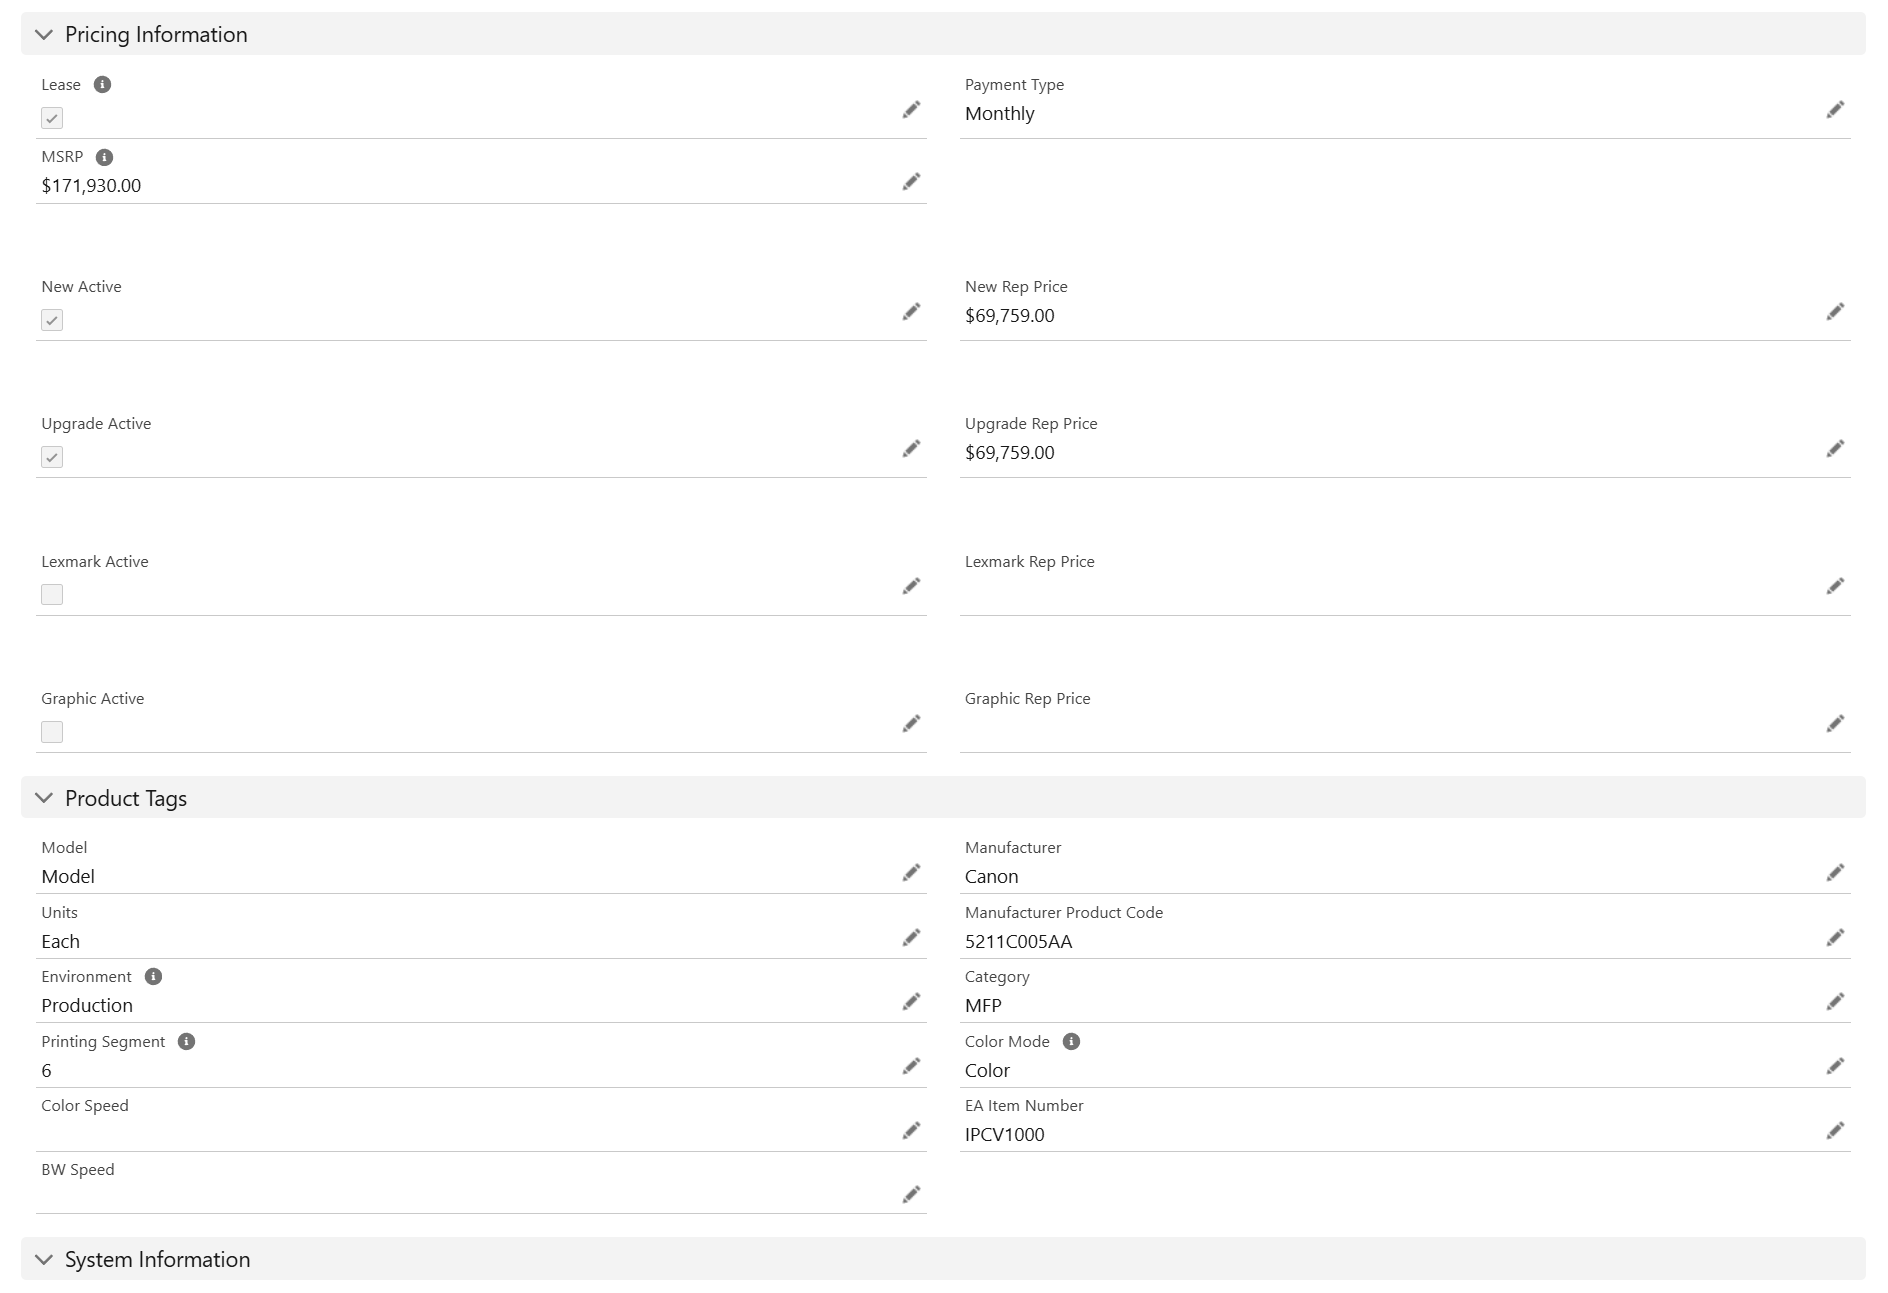 Pricing Information
Lease
Payment Type
Monthly
MSRP
$171,930.00
New Active
New Rep Price
$69,759.00
Upgrade Active
Upgrade Rep Price
$69,759.00
Lexmark Active
Lexmark Rep Price
Graphic Active
Graphic Rep Price
Product Tags
Model
Model
Manufacturer
Canon
Units
Each
Manufacturer Product Code
5211C005AA
Environment
Production
Category
MFP
Printing Segment
6
Color Mode
Color
Color Speed
EA Item Number
IPCV1000
BW Speed
System Information